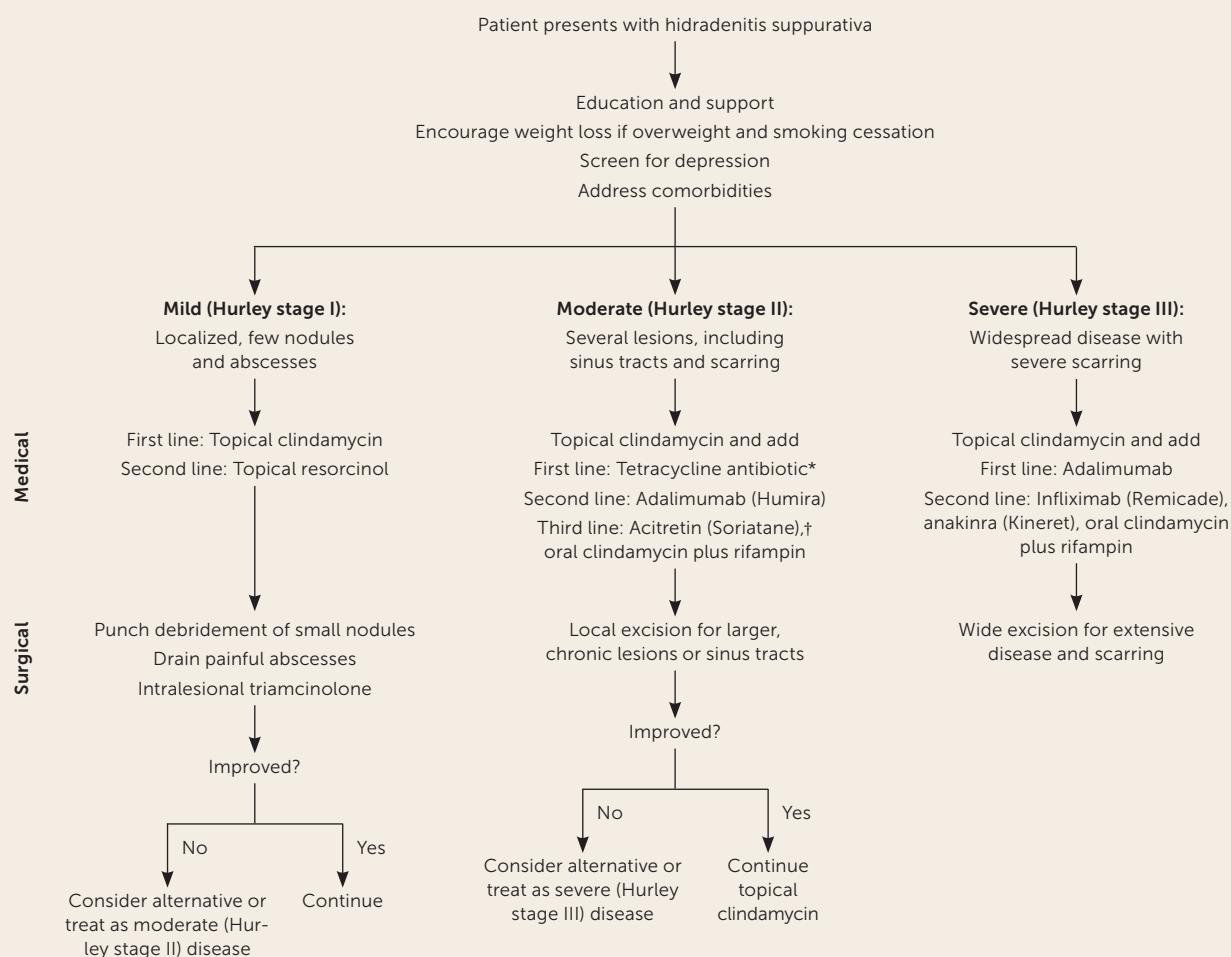 Patient presents with hidradenitis suppurativa
Education and support
Encourage weight loss if overweight and smoking cessation
Screen for depression
Address comorbidities
Mild (Hurley stage I):
Localized, few nodules
and abscesses
Moderate (Hurley stage II):
Several lesions, including
sinus tracts and scarring
Severe (Hurley stage III):
Widespread disease with
severe scarring
Medical
First line: Topical clindamycin
Second line: Topical resorcinol
Topical clindamycin and add
First line: Tetracycline antibiotic*
Second line: Adalimumab (Humira)
Third line: Acitretin (Soriatane),†
oral clindamycin plus rifampin
Topical clindamycin and add
First line: Adalimumab
Second line: Infliximab (Remicade),
anakinra (Kineret), oral clindamycin
plus rifampin
Surgical
Punch debridement of small nodules
Drain painful abscesses
Intralesional triamcinolone
Local excision for larger,
chronic lesions or sinus tracts
Wide excision for extensive
disease and scarring
Improved?
No
Yes
Consider alternative or
treat as moderate (Hur-
ley stage II) disease
Continue
Improved?
No
Yes
Consider alternative or
treat as severe (Hurley
stage III) disease
Continue
topical
clindamycin